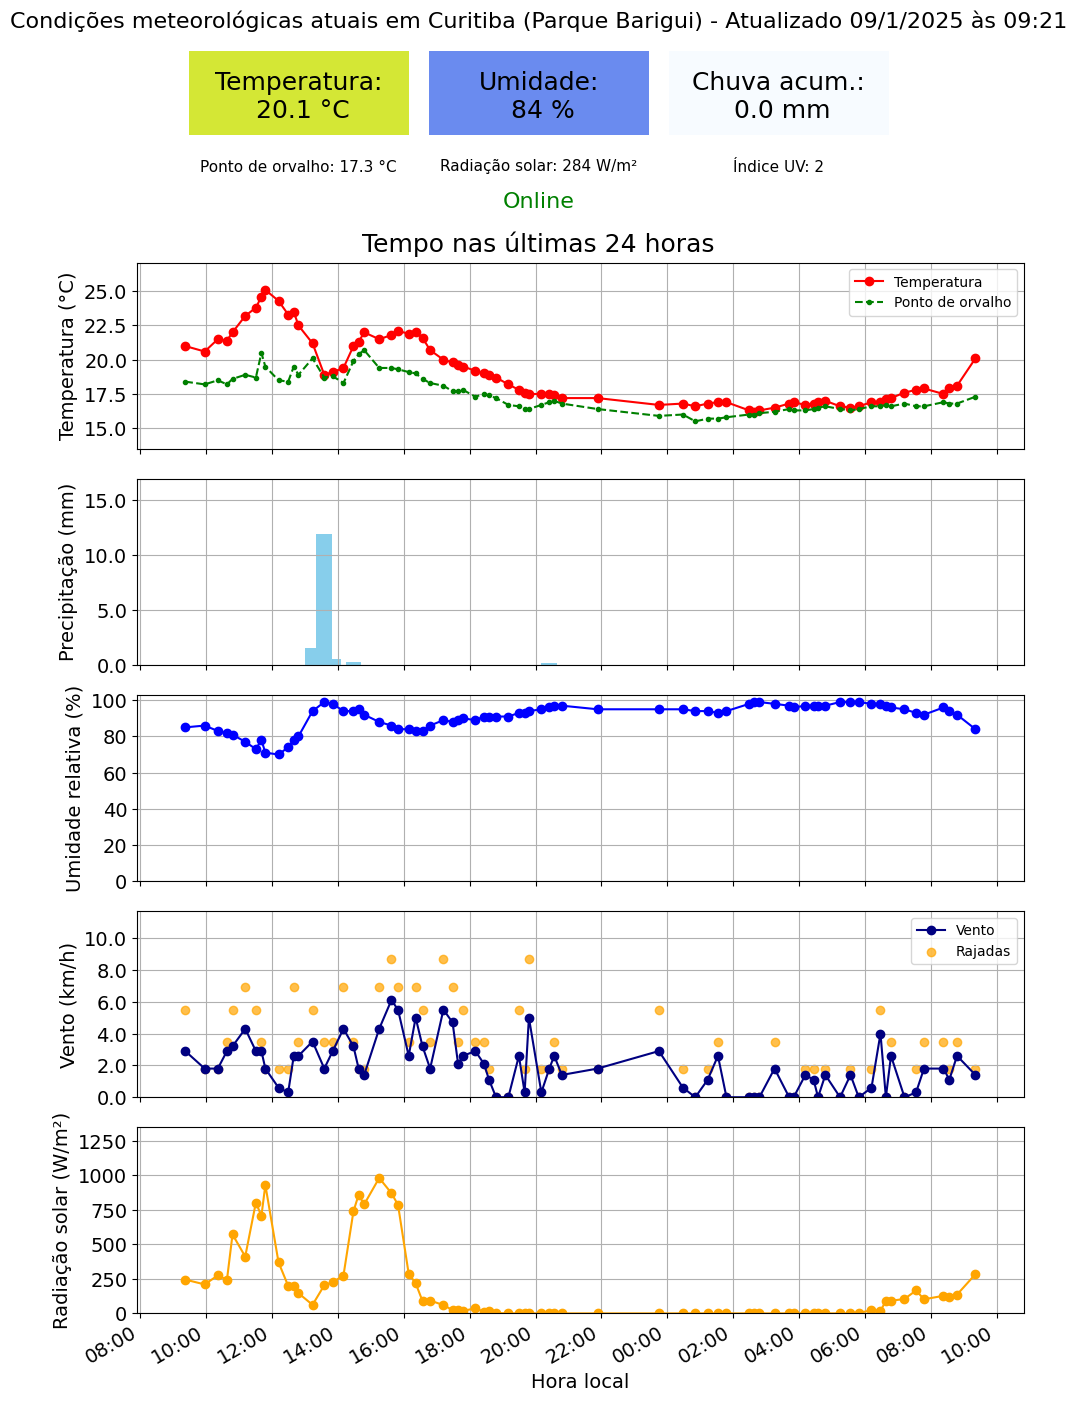 Condições meteorológicas atuais em Curitiba (Parque Barigui) - Atualizado 09/1/2025 às 09:21
Temperatura:
20.1 °C
Umidade:
84 %
Chuva acum.:
0.0 mm
Ponto de orvalho: 17.3 °C
Radiação solar: 284 W/m²
Índice UV: 2
Online
Tempo nas últimas 24 horas
Temperatura (°C)
25.0
22.5
20.0
17.5
15.0
Temperatura
Ponto de orvalho
Precipitação (mm)
15.0
10.0
5.0
0.0
Umidade relativa (%)
100
80
60
40
20
0
Vento (km/h)
10.0
8.0
6.0
4.0
2.0
0.0
Vento
Rajadas
Radiação solar (W/m²)
1250
1000
750
500
250
0
08:00
10:00
12:00
14:00
16:00
18:00
20:00
22:00
00:00
02:00
04:00
06:00
08:00
10:00
Hora local